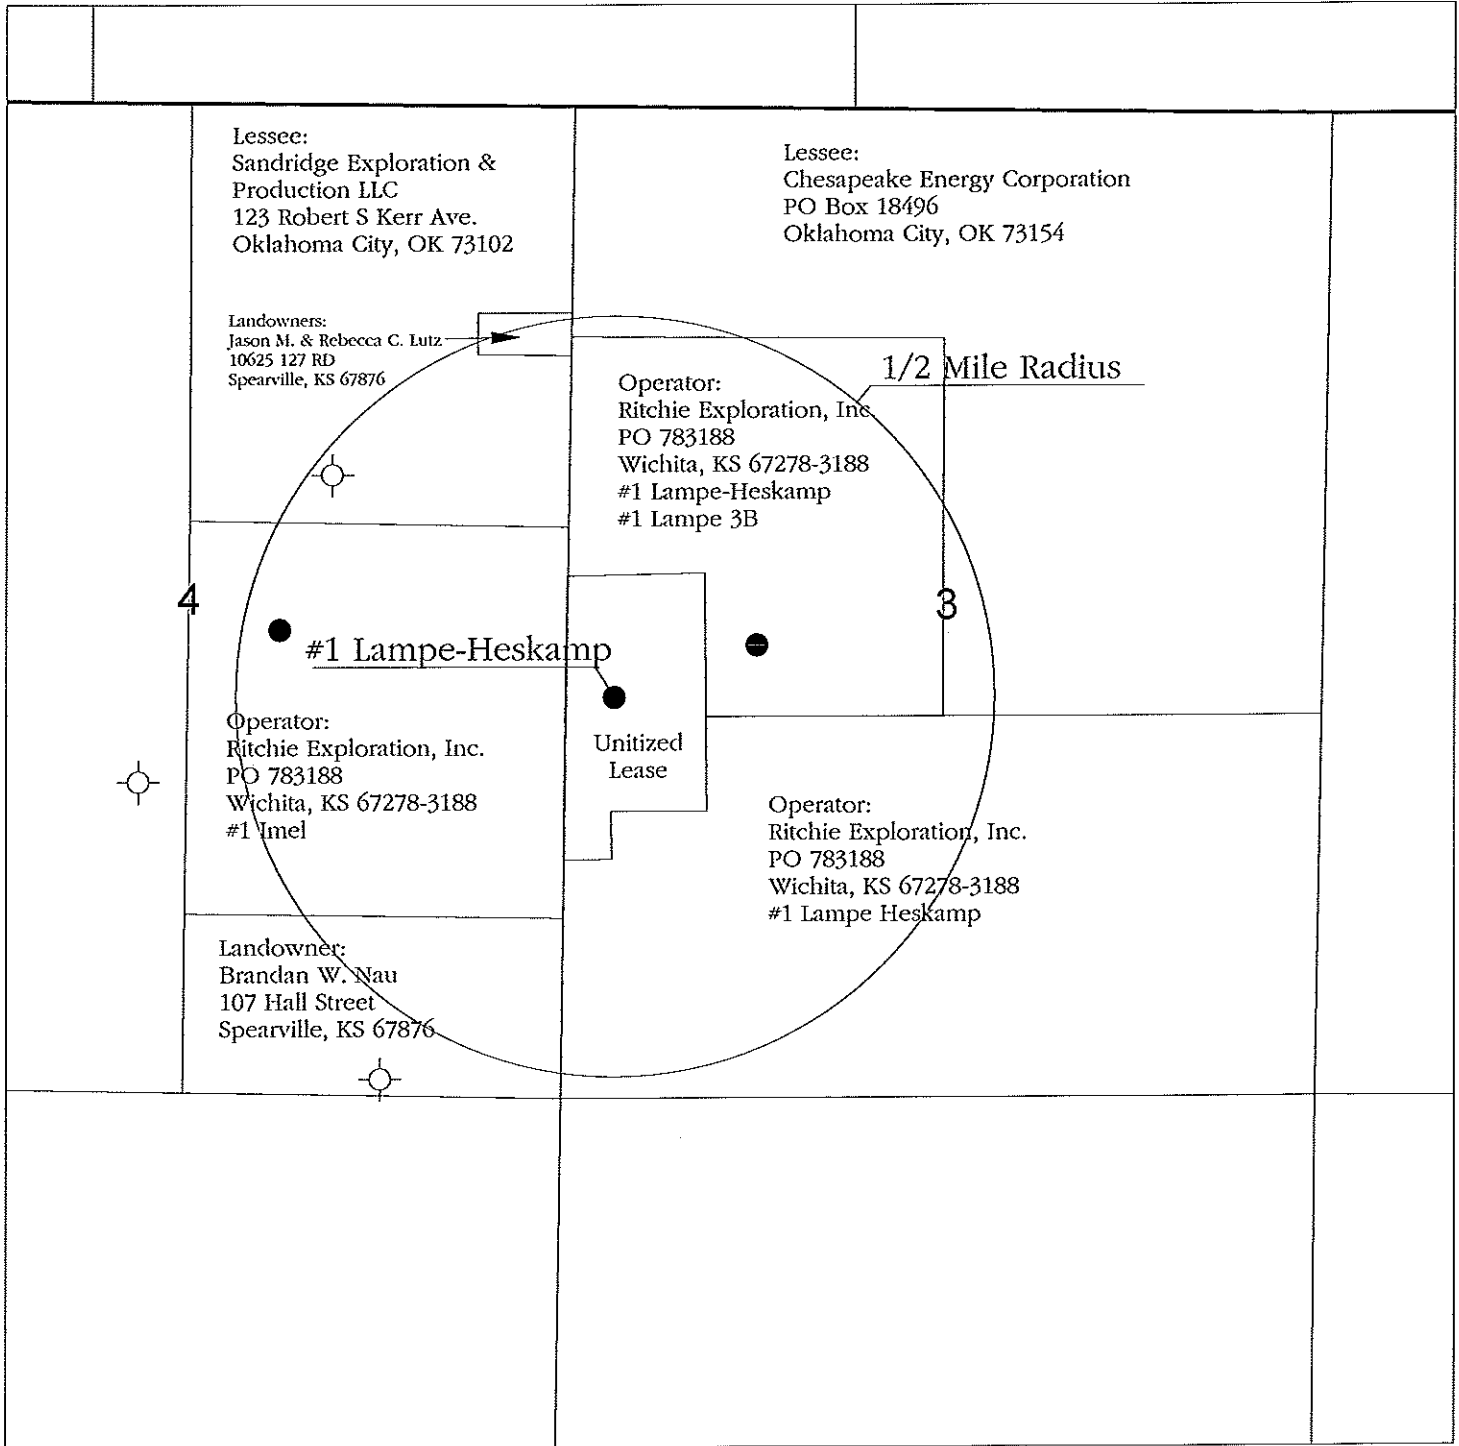 Lessee:
Sandridge Exploration &
Production LLC
123 Robert S Kerr Ave.
Oklahoma City, OK 73102
Lessee:
Chesapeake Energy Corporation
PO Box 18496
Oklahoma City, OK 73154
Landowners:
Jason M. & Rebecca C. Lutz
10625 127 RD
Spearville, KS 67876
1/2 Mile Radius
Operator:
Ritchie Exploration, Inc.
PO 783188
Wichita, KS 67278-3188
#1 Lampe-Heskamp
#1 Lampe 3B
4
3
#1 Lampe-Heskamp
Operator:
Ritchie Exploration, Inc.
PO 783188
Wichita, KS 67278-3188
#1 Imel
Unitized
Lease
Operator:
Ritchie Exploration, Inc.
PO 783188
Wichita, KS 67278-3188
#1 Lampe Heskamp
Landowner:
Brandan W. Nau
107 Hall Street
Spearville, KS 67876